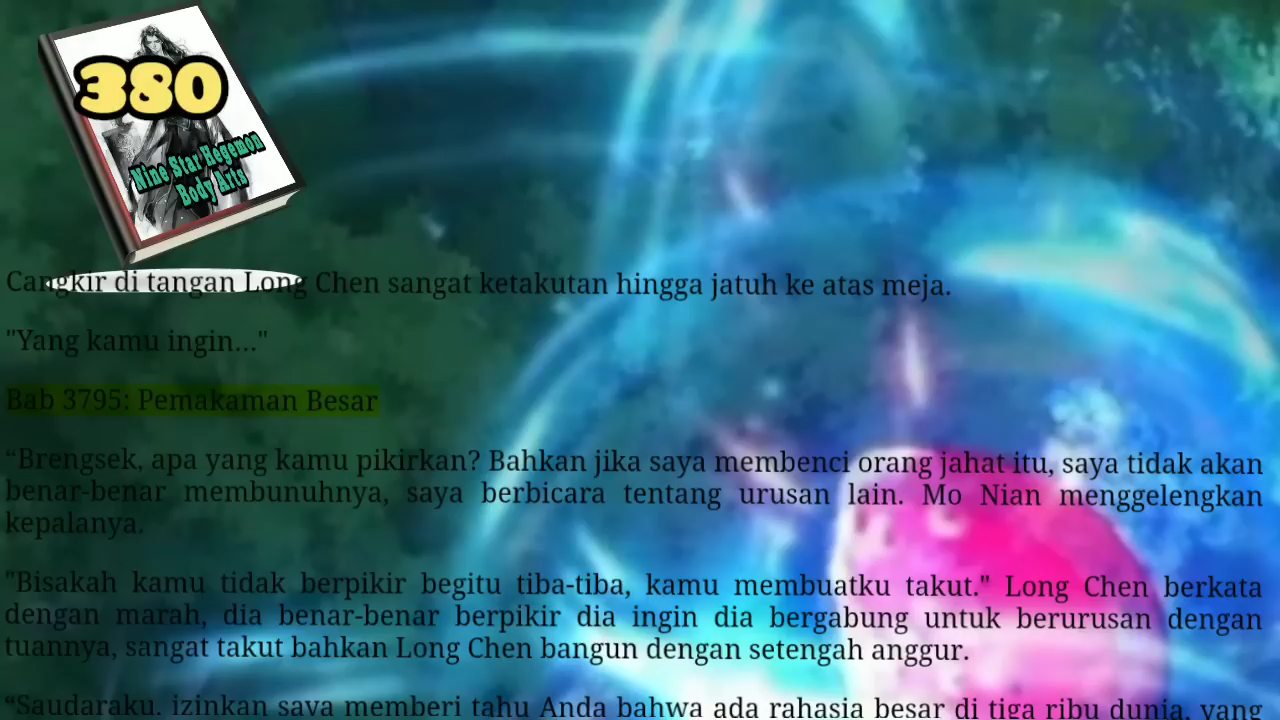 380
Nine Star Hegemon
Body Arts
Cangkir di tangan Long Chen sangat ketakutan hingga jatuh ke atas meja.
"Yang kamu ingin..."
Bab 3795: Pemakaman Besar
“Brengsek, apa yang kamu pikirkan? Bahkan jika saya membenci orang jahat itu, saya tidak akan
benar-benar membunuhnya, saya berbicara tentang urusan lain. Mo Nian menggelengkan
kepalanya.
"Bisakah kamu tidak berpikir begitu tiba-tiba, kamu membuatku takut." Long Chen berkata
dengan marah, dia benar-benar berpikir dia ingin dia bergabung untuk berurusan dengan
tuannya, sangat takut bahkan Long Chen bangun dengan setengah anggur.
“Saudaraku, izinkan saya memberi tahu Anda bahwa ada rahasia besar di tiga ribu dunia, yang